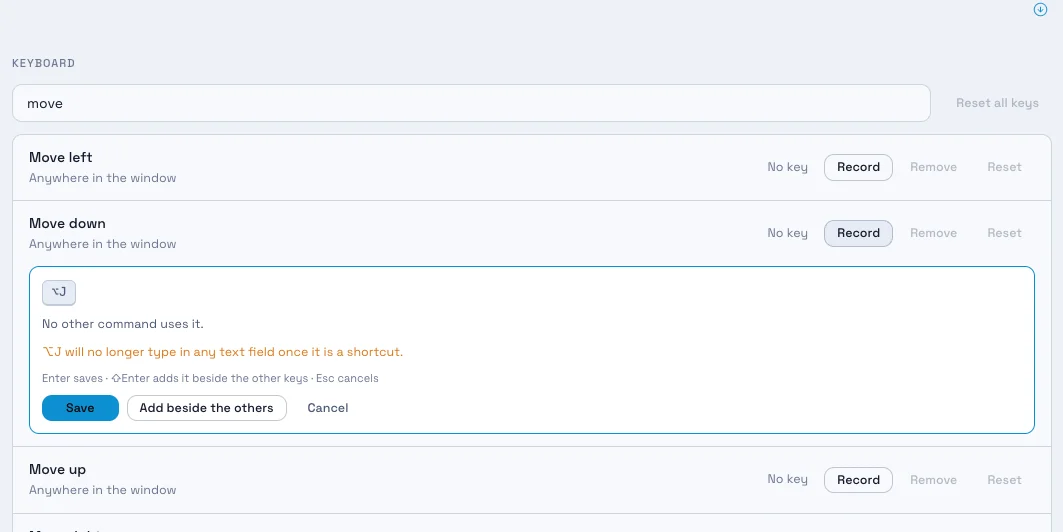 KEYBOARD
move
Reset all keys
Move left
Anywhere in the window
No key Record Remove Reset
Move down
Anywhere in the window
No key Record Remove Reset
⌥J
No other command uses it.
⌥J will no longer type in any text field once it is a shortcut.
Enter saves · ⇧Enter adds it beside the other keys · Esc cancels
Save Add beside the others Cancel
Move up
Anywhere in the window
No key Record Remove Reset